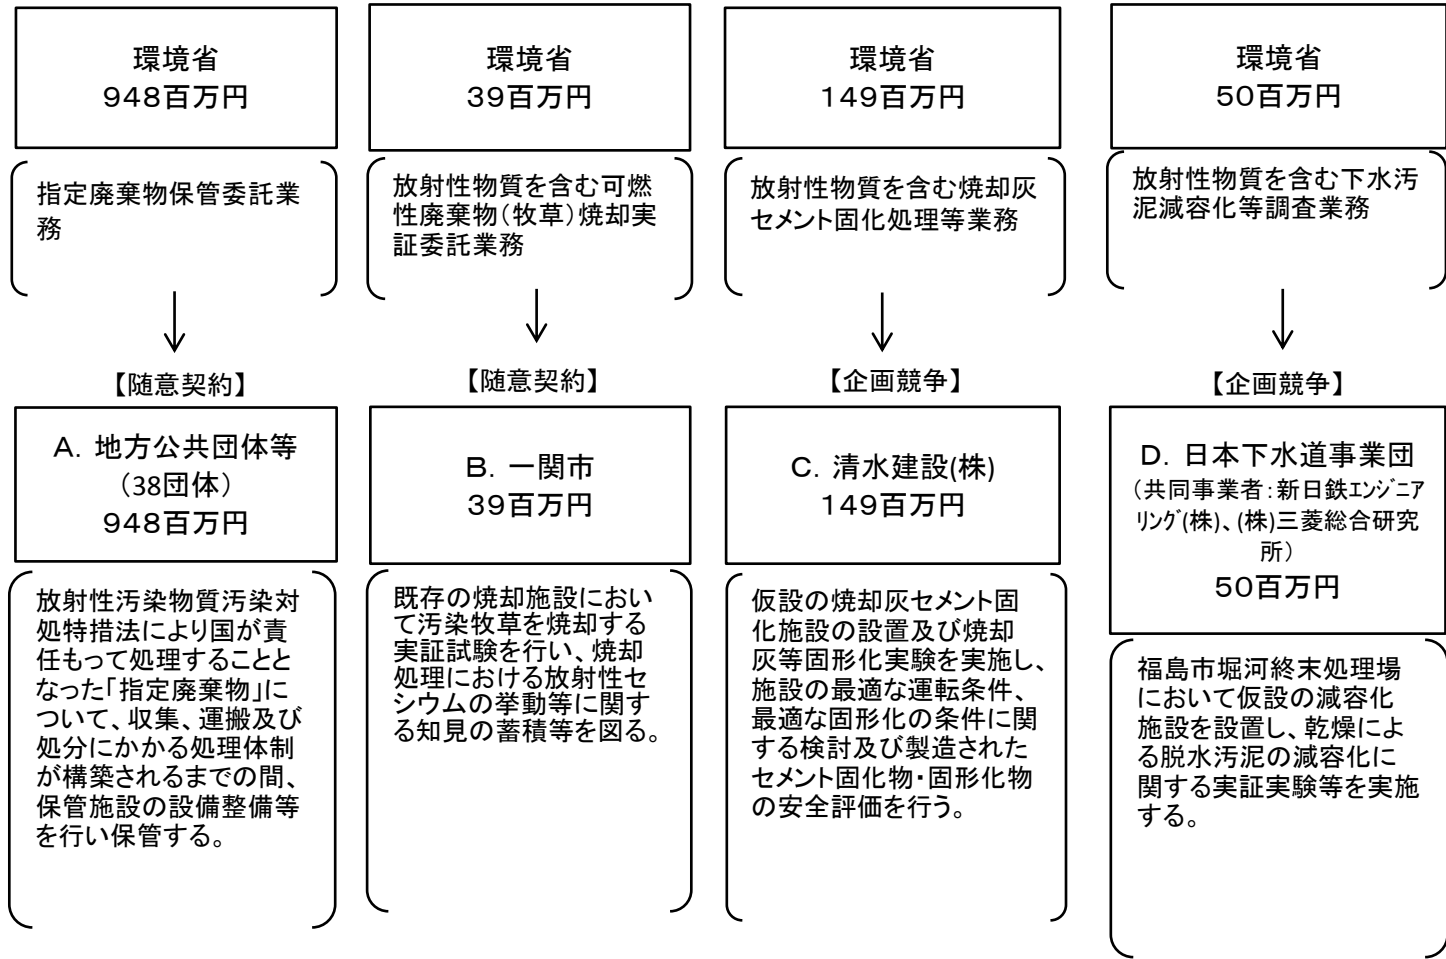 環境省
948百万円
指定廃棄物保管委託業
務
【随意契約】
A. 地方公共団体等
（38団体）
948百万円
放射性汚染物質汚染対
処特措法により国が責
任もって処理することと
なった「指定廃棄物」に
ついて、収集、運搬及び
処分にかかる処理体制
が構築されるまでの間、
保管施設の設備整備等
を行い保管する。
環境省
39百万円
放射性物質を含む可燃
性廃棄物（牧草）焼却実
証委託業務
【随意契約】
B. 一関市
39百万円
既存の焼却施設におい
て汚染牧草を焼却する
実証試験を行い、焼却
処理における放射性セ
シウムの挙動等に関す
る知見の蓄積等を図る。
環境省
149百万円
放射性物質を含む焼却灰
セメント固化処理等業務
【企画競争】
C. 清水建設(株)
149百万円
仮設の焼却灰セメント固
化施設の設置及び焼却
灰等固形化実験を実施し、
施設の最適な運転条件、
最適な固形化の条件に関
する検討及び製造された
セメント固化物・固形化物
の安全評価を行う。
環境省
50百万円
放射性物質を含む下水汚
泥減容化等調査業務
【企画競争】
D. 日本下水道事業団
（共同事業者：新日鉄ｴﾝｼﾞﾆｱ
ﾘﾝｸﾞ(株)、(株)三菱総合研究
所）
50百万円
福島市堀河終末処理場
において仮設の減容化
施設を設置し、乾燥によ
る脱水汚泥の減容化に
関する実証実験等を実施
する。